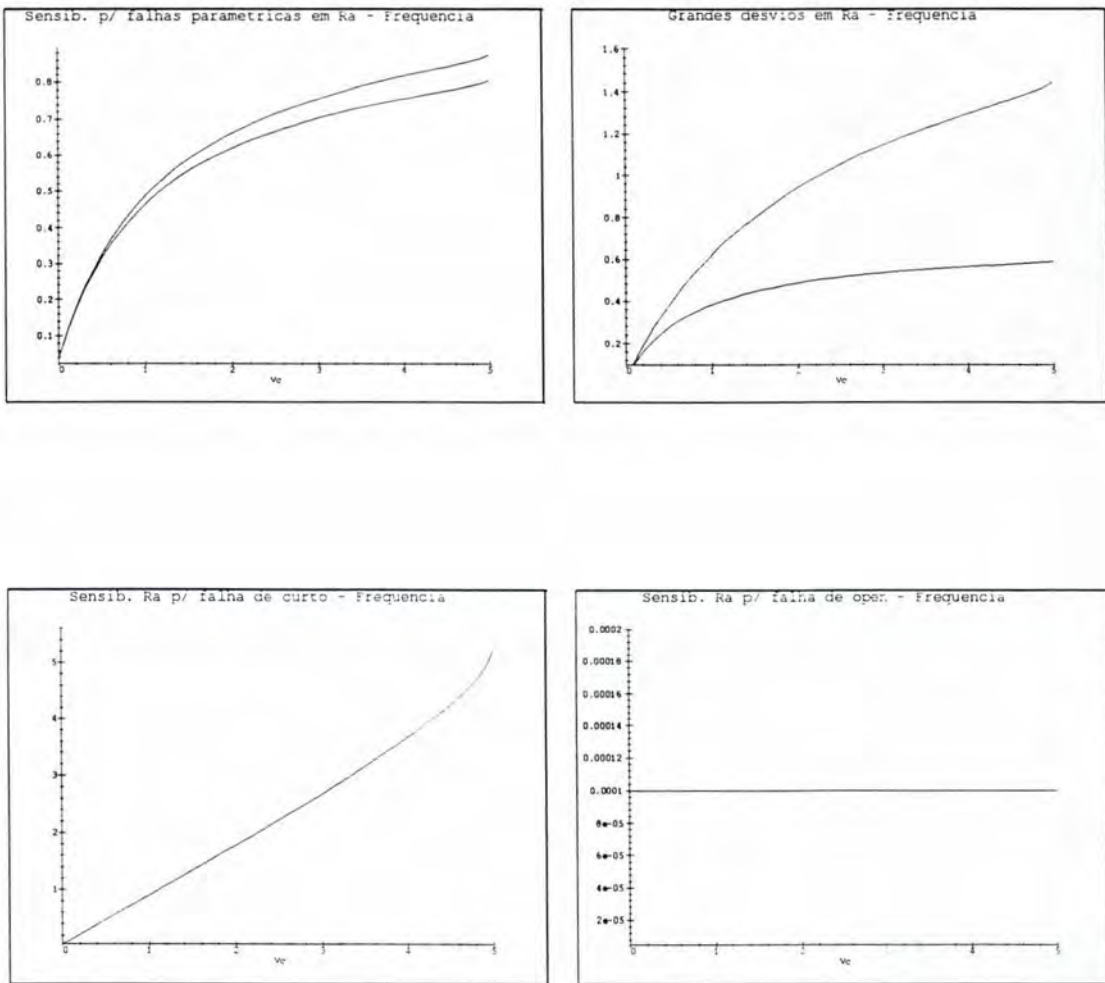 Sensib. p/ falhas parametricas em Ra - Frequencia
0.8
0.7
0.6
0.5
0.4
0.3
0.2
0.1
0 1 2 3 4 5
Vc
Grandes desvios em Ra - Frequencia
1.6
1.4
1.2
1
0.8
0.6
0.4
0.2
0 1 2 3 4 5
Vc
Sensib. Ra p/ falha de curto - Frequencia
5
4
3
2
1
0 1 2 3 4 5
Vc
Sensib. Ra p/ falha de open - Frequencia
0.0002
0.00018
0.00016
0.00014
0.00012
0.0001
8e-05
6e-05
4e-05
2e-05
0 1 2 3 4 5
Vc